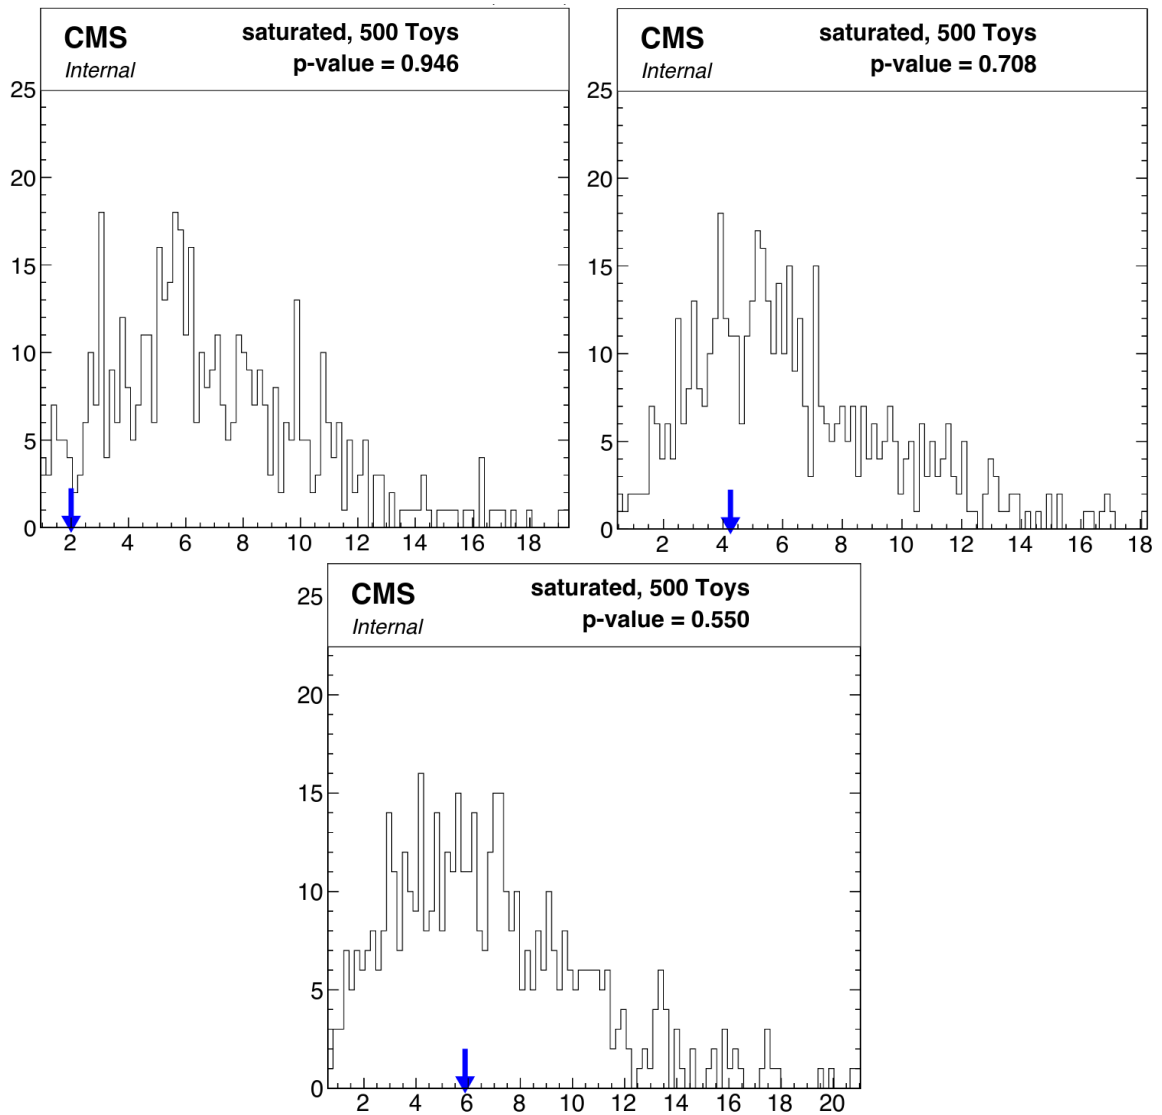 CMS
saturated, 500 Toys
Internal
p-value = 0.946
25
20
15
10
5
0
2 4 6 8 10 12 14 16 18
CMS
saturated, 500 Toys
Internal
p-value = 0.708
25
20
15
10
5
0
2 4 6 8 10 12 14 16 18
CMS
saturated, 500 Toys
Internal
p-value = 0.550
25
20
15
10
5
0
2 4 6 8 10 12 14 16 18 20